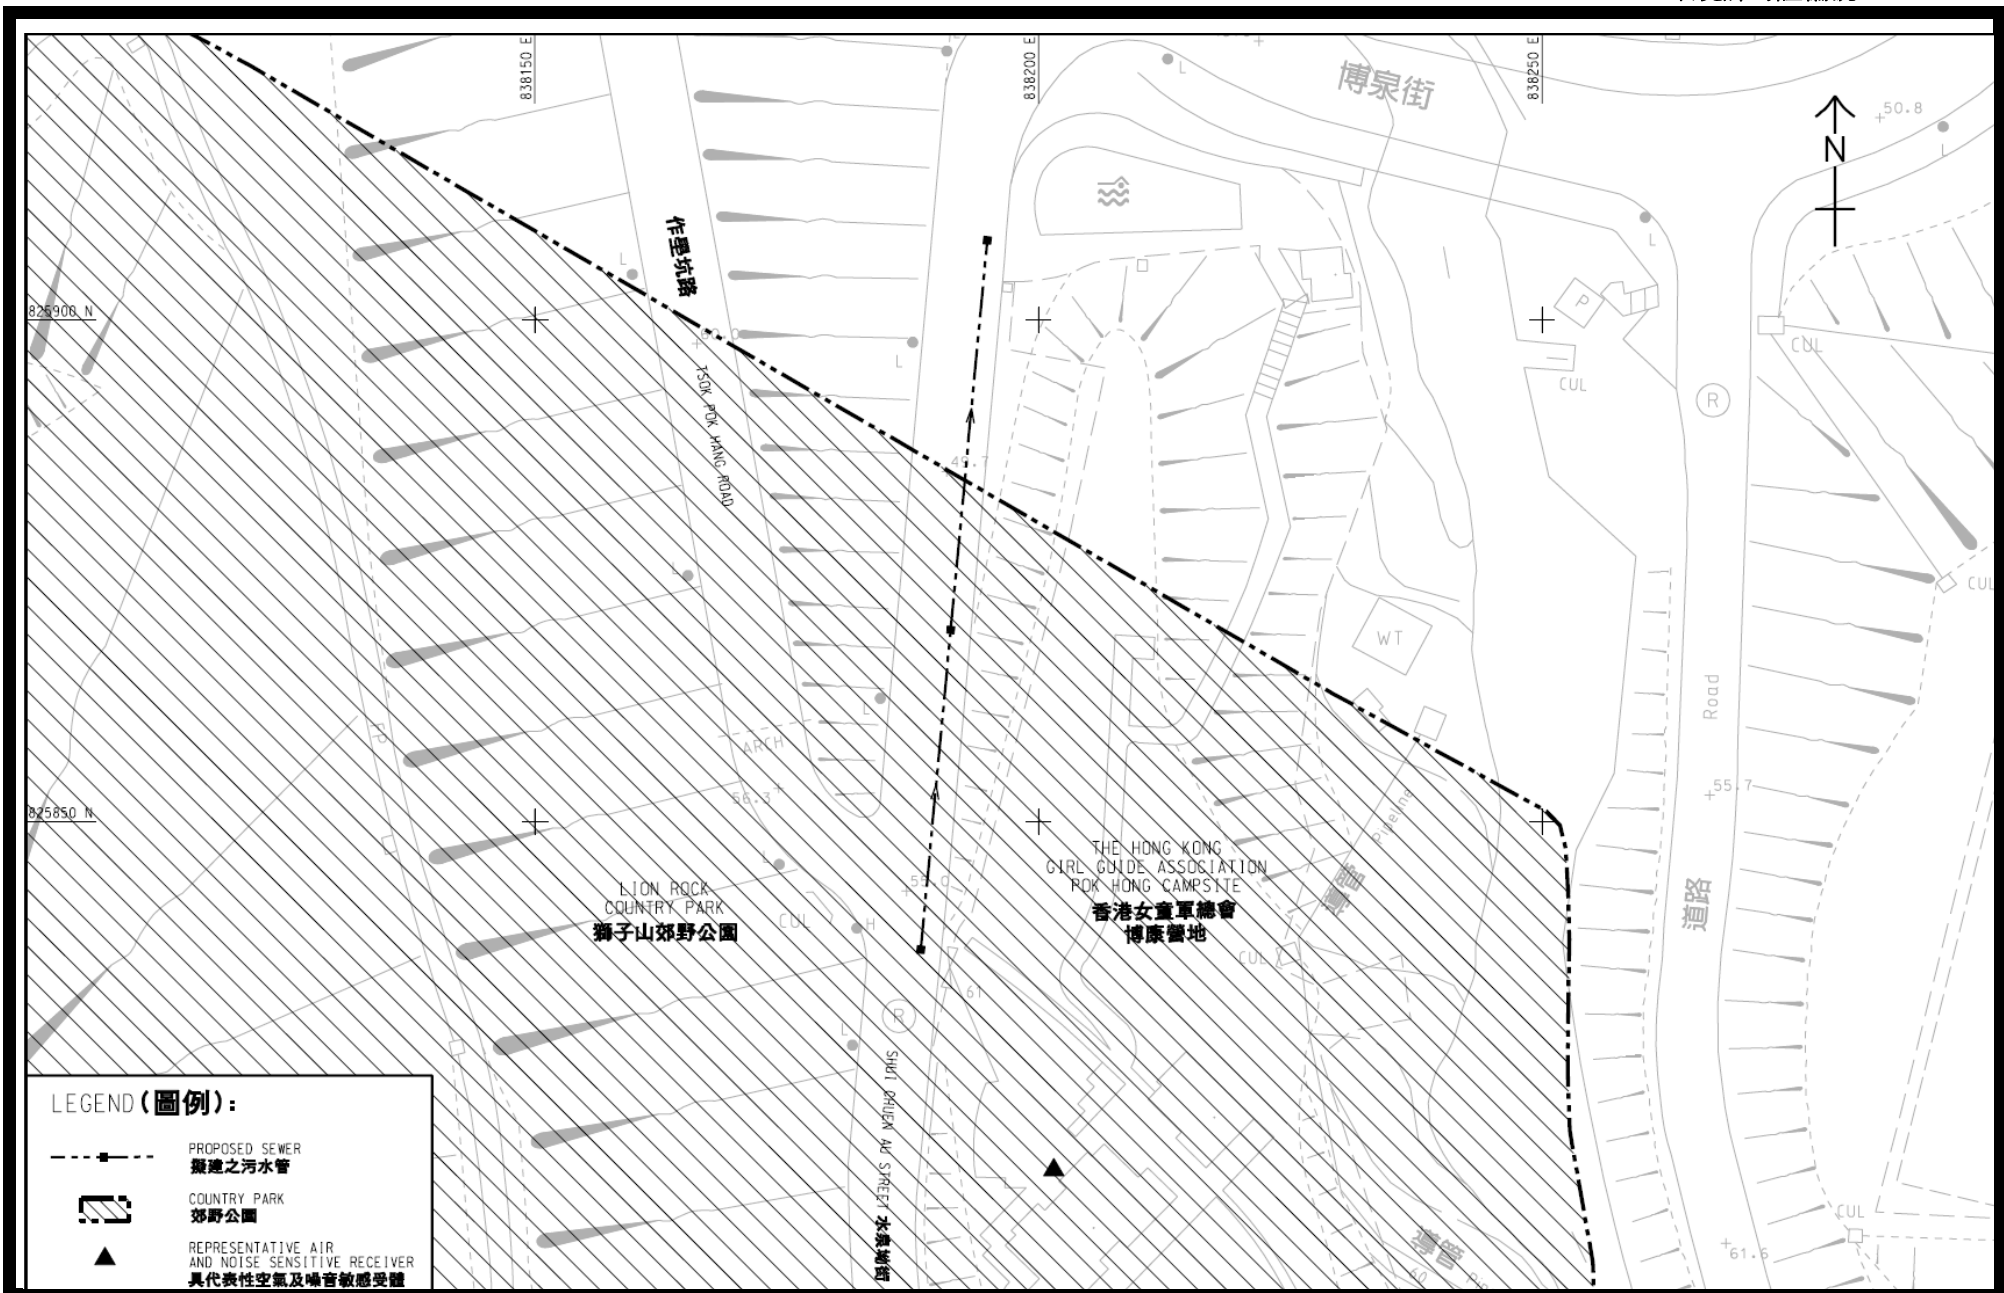 838150 E
838200 E
838250 E
博泉街
50.8
L
L
L
N
作壆坑路
L
L
825900 N
60.0
P
CUL
L
CUL
TSOK POK HANG ROAD
R
49.7
L
CUL
WT
Road
L
FP
ARCH
56.3
55.7
Pipeline
825850 N
THE HONG KONG
GIRL GUIDE ASSOCIATION
POK HONG CAMPSITE
香港女童軍總會
博康營地
L
LION ROCK
COUNTRY PARK
獅子山郊野公園
55.0
導管
道路
CUL
H
CUL
61
R
L
SHUI CHUEN AU STREET 水泉坳街
LEGEND(圖例):
PROPOSED SEWER
擬建之污水管
COUNTRY PARK
郊野公園
REPRESENTATIVE AIR
AND NOISE SENSITIVE RECEIVER
具代表性空氣及噪音敏感受體
CUL
導管
61.6
60